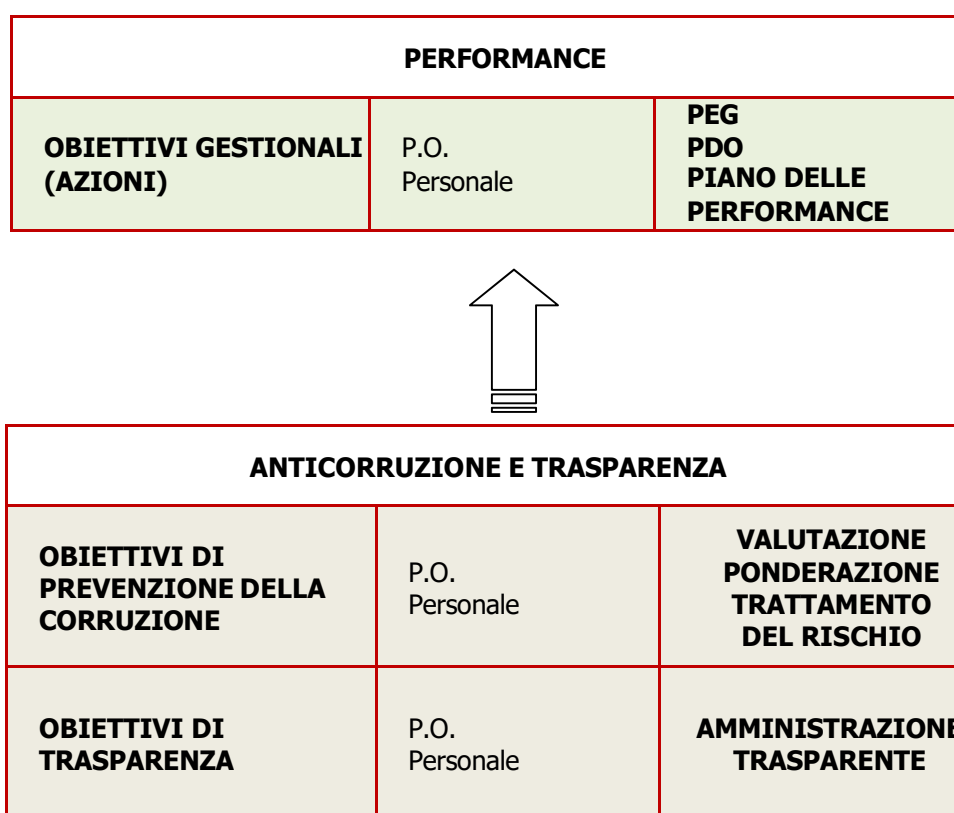 PERFORMANCE
OBIETTIVI GESTIONALI
(AZIONI)
P.O.
Personale
PEG
PDO
PIANO DELLE
PERFORMANCE
ANTICORRUZIONE E TRASPARENZA
OBIETTIVI DI
PREVENZIONE DELLA
CORRUZIONE
P.O.
Personale
VALUTAZIONE
PONDERAZIONE
TRATTAMENTO
DEL RISCHIO
OBIETTIVI DI
TRASPARENZA
P.O.
Personale
AMMINISTRAZIONE
TRASPARENTE